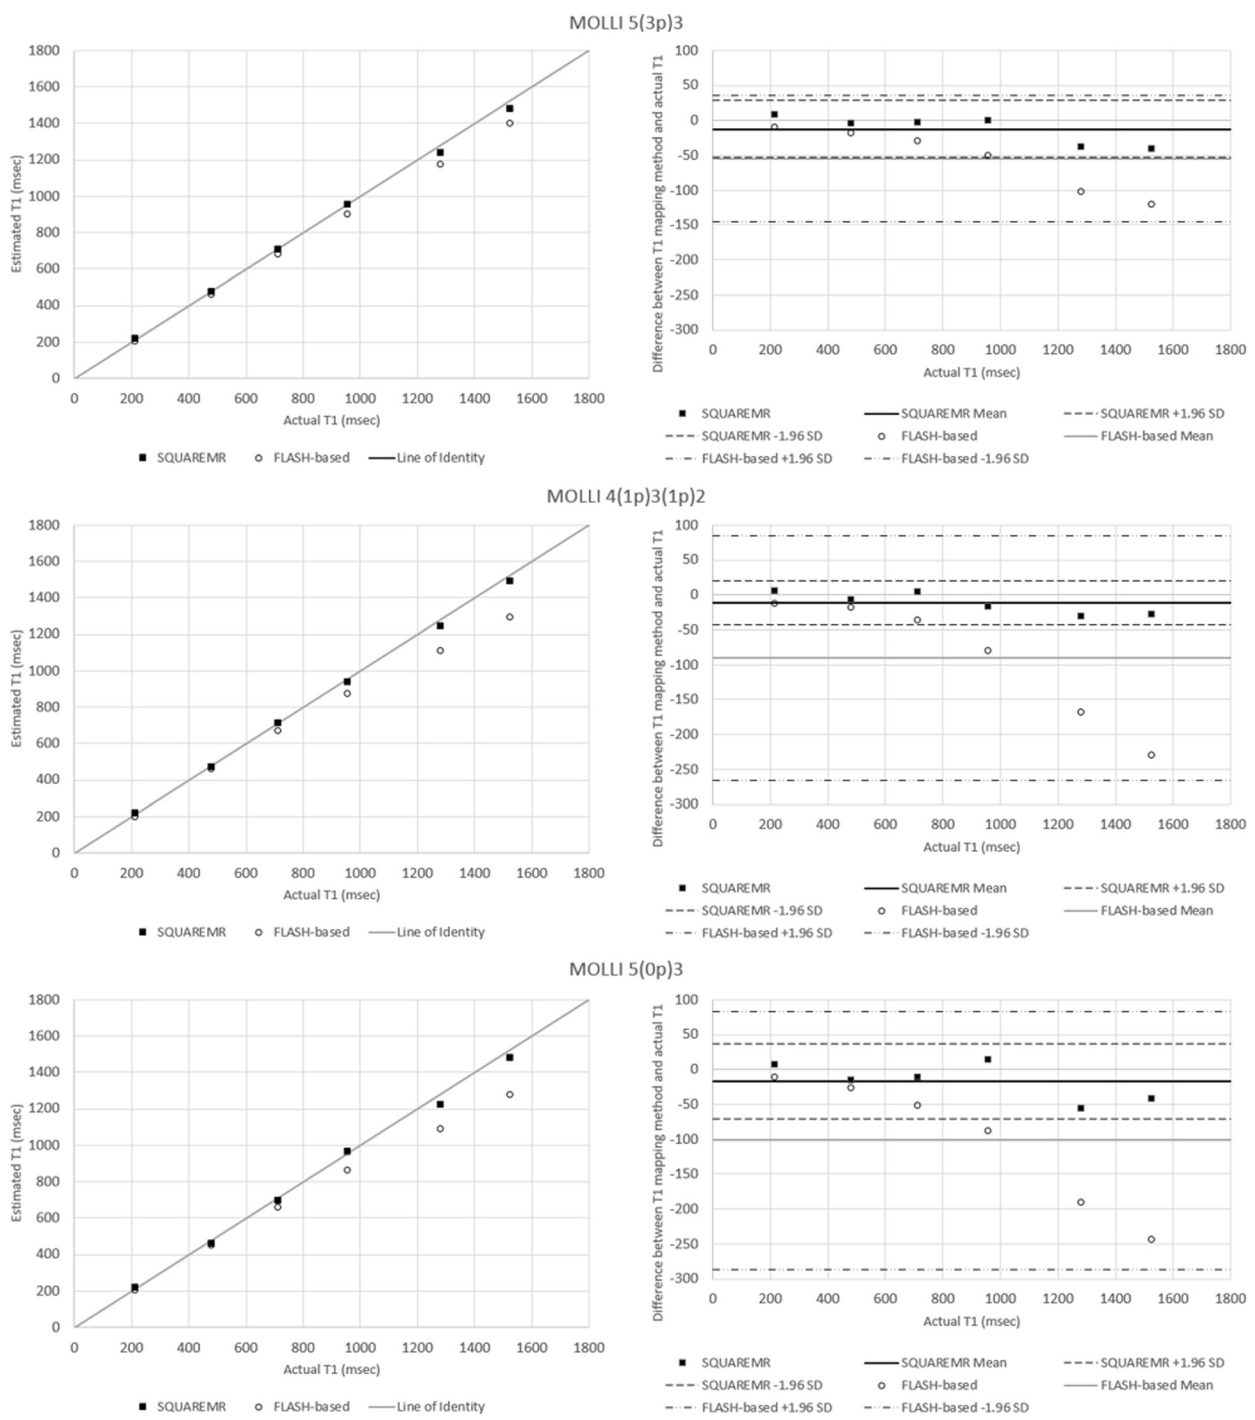 MOLLI 5(3p)3
1800
1600
1400
1200
1000
800
600
400
200
0
Estimated T1 (msec)
0 200 400 600 800 1000 1200 1400 1600 1800
Actual T1 (msec)
SQUAREMR FLASH-based Line of Identity
100
50
0
-50
-100
-150
-200
-250
-300
Difference between T1 mapping method and actual T1
0 200 400 600 800 1000 1200 1400 1600 1800
Actual T1 (msec)
SQUAREMR SQUAREMR Mean SQUAREMR +1.96 SD
SQUAREMR -1.96 SD FLASH-based FLASH-based Mean
FLASH-based +1.96 SD FLASH-based -1.96 SD
MOLLI 4(1p)3(1p)2
1800
1600
1400
1200
1000
800
600
400
200
0
Estimated T1 (msec)
0 200 400 600 800 1000 1200 1400 1600 1800
Actual T1 (msec)
SQUAREMR FLASH-based Line of Identity
100
50
0
-50
-100
-150
-200
-250
-300
Difference between T1 mapping method and actual T1
0 200 400 600 800 1000 1200 1400 1600 1800
Actual T1 (msec)
SQUAREMR SQUAREMR Mean SQUAREMR +1.96 SD
SQUAREMR -1.96 SD FLASH-based FLASH-based Mean
FLASH-based +1.96 SD FLASH-based -1.96 SD
MOLLI 5(0p)3
1800
1600
1400
1200
1000
800
600
400
200
0
Estimated T1 (msec)
0 200 400 600 800 1000 1200 1400 1600 1800
Actual T1 (msec)
SQUAREMR FLASH-based Line of Identity
100
50
0
-50
-100
-150
-200
-250
-300
Difference between T1 mapping method and actual T1
0 200 400 600 800 1000 1200 1400 1600 1800
Actual T1 (msec)
SQUAREMR SQUAREMR Mean SQUAREMR +1.96 SD
SQUAREMR -1.96 SD FLASH-based FLASH-based Mean
FLASH-based +1.96 SD FLASH-based -1.96 SD